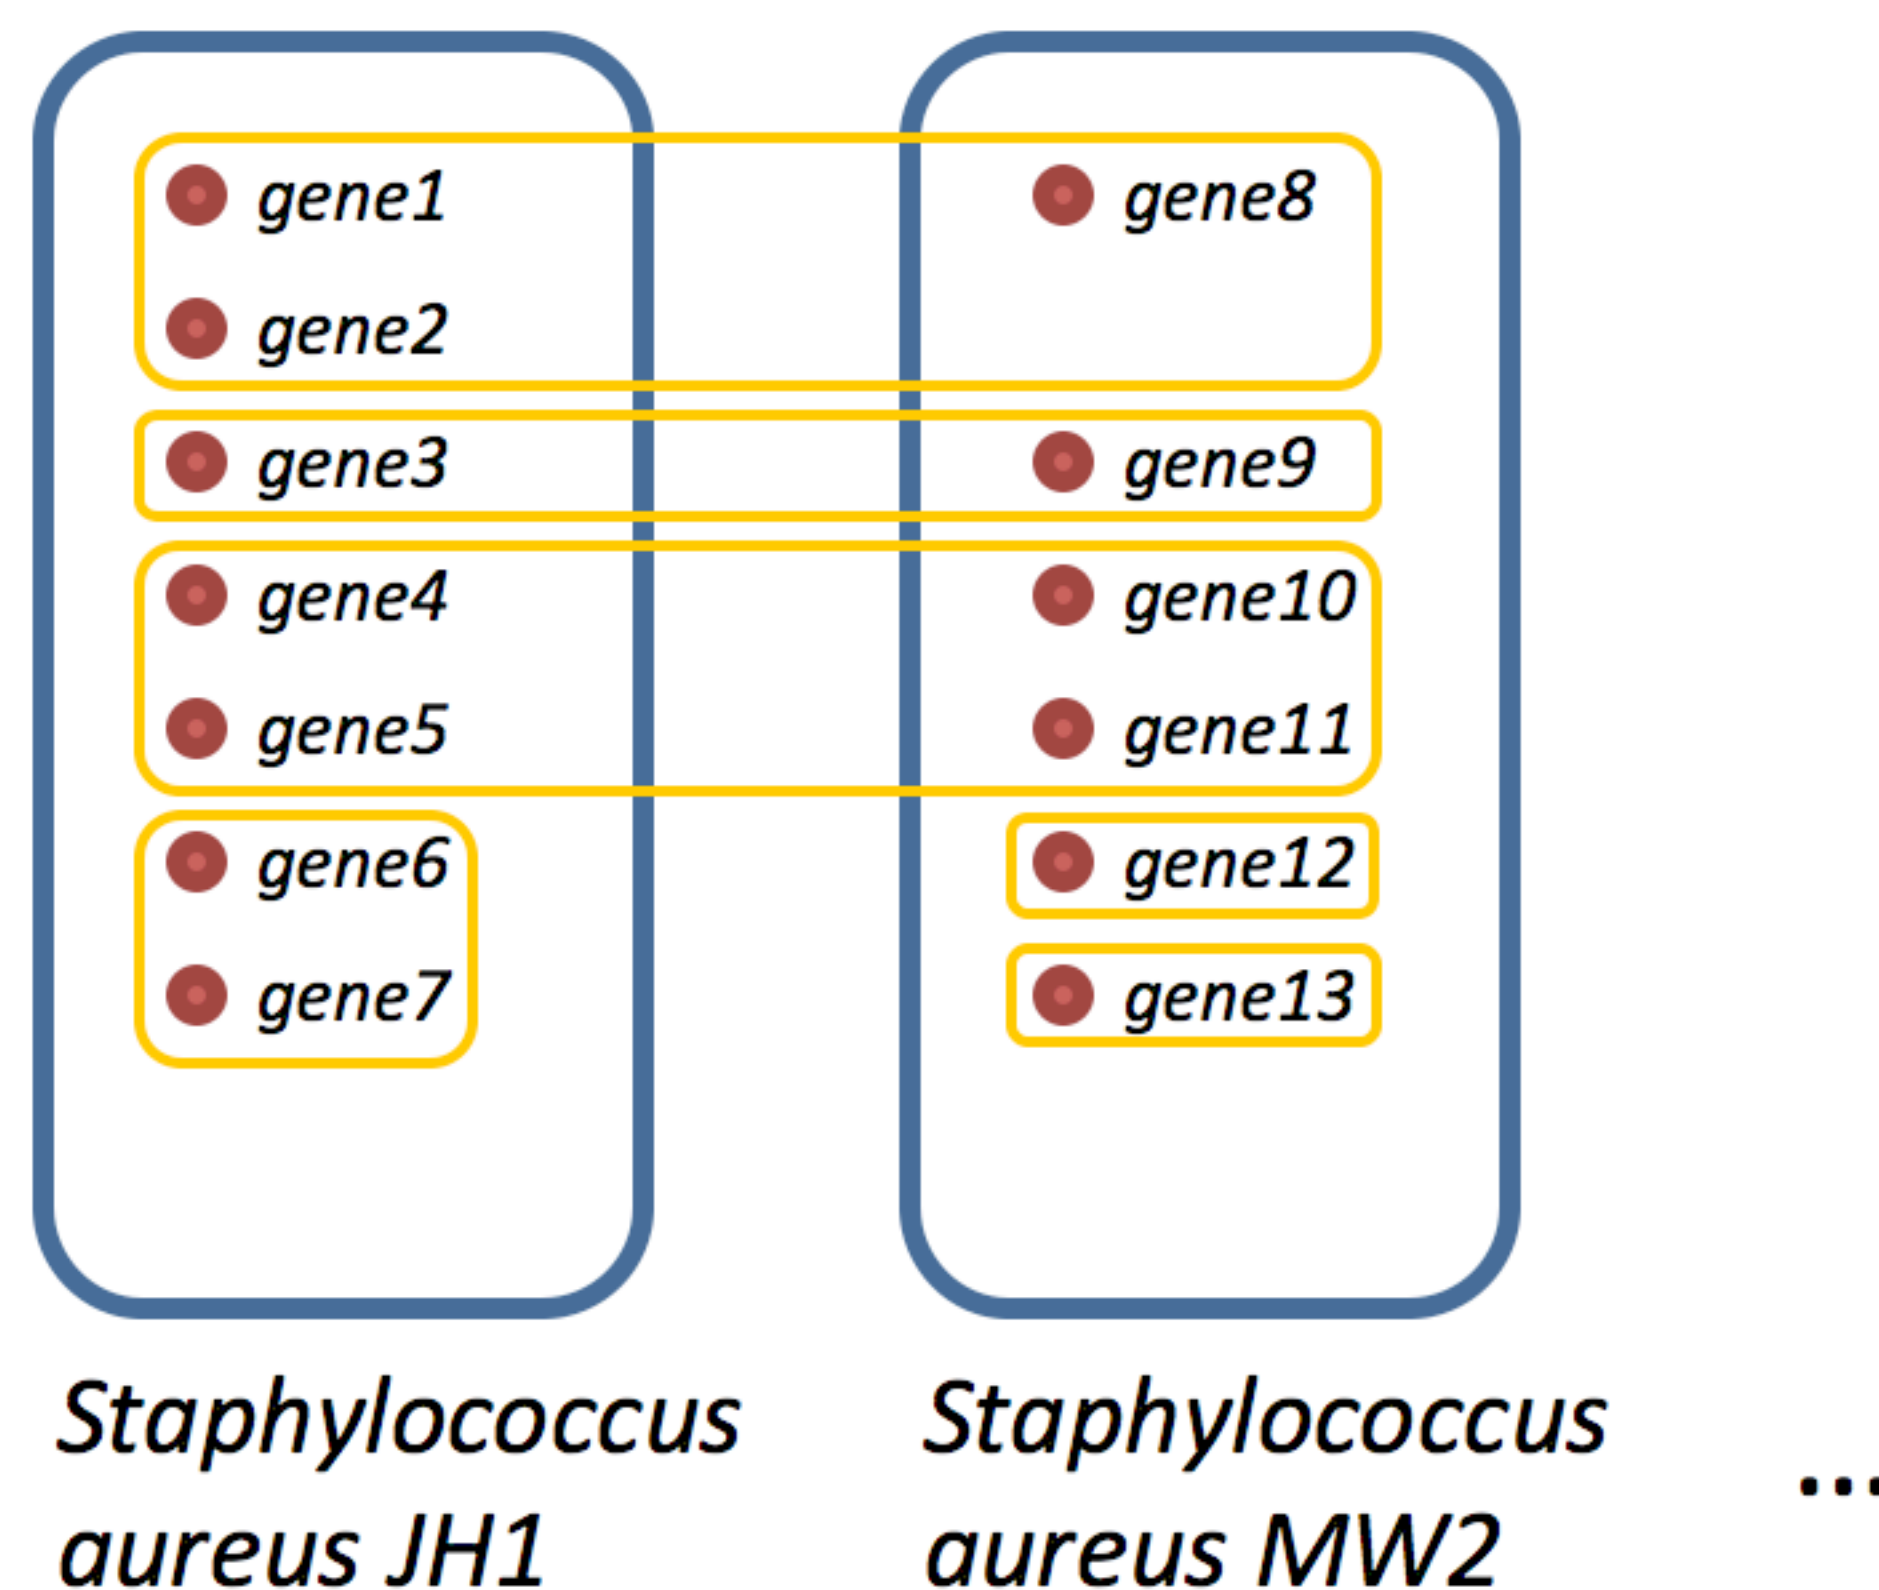 gene1
gene2
gene3
gene4
gene5
gene6
gene7
gene8
gene9
gene10
gene11
gene12
gene13
Staphylococcus
aureus JH1
Staphylococcus
aureus MW2
...